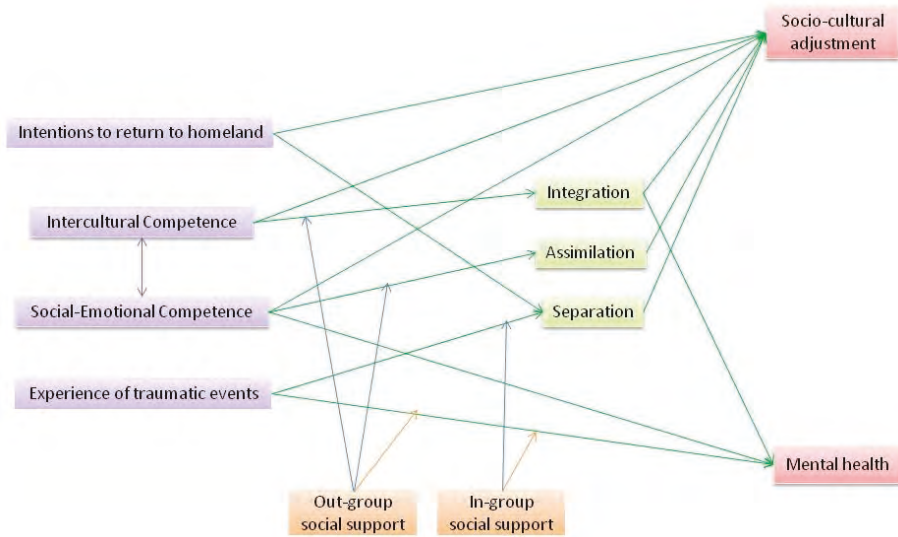 Socio-cultural
adjustment
Intentions to return to homeland
Integration
Intercultural Competence
Assimilation
Social-Emotional Competence
Separation
Experience of traumatic events
Mental health
Out-group
social support
In-group
social support